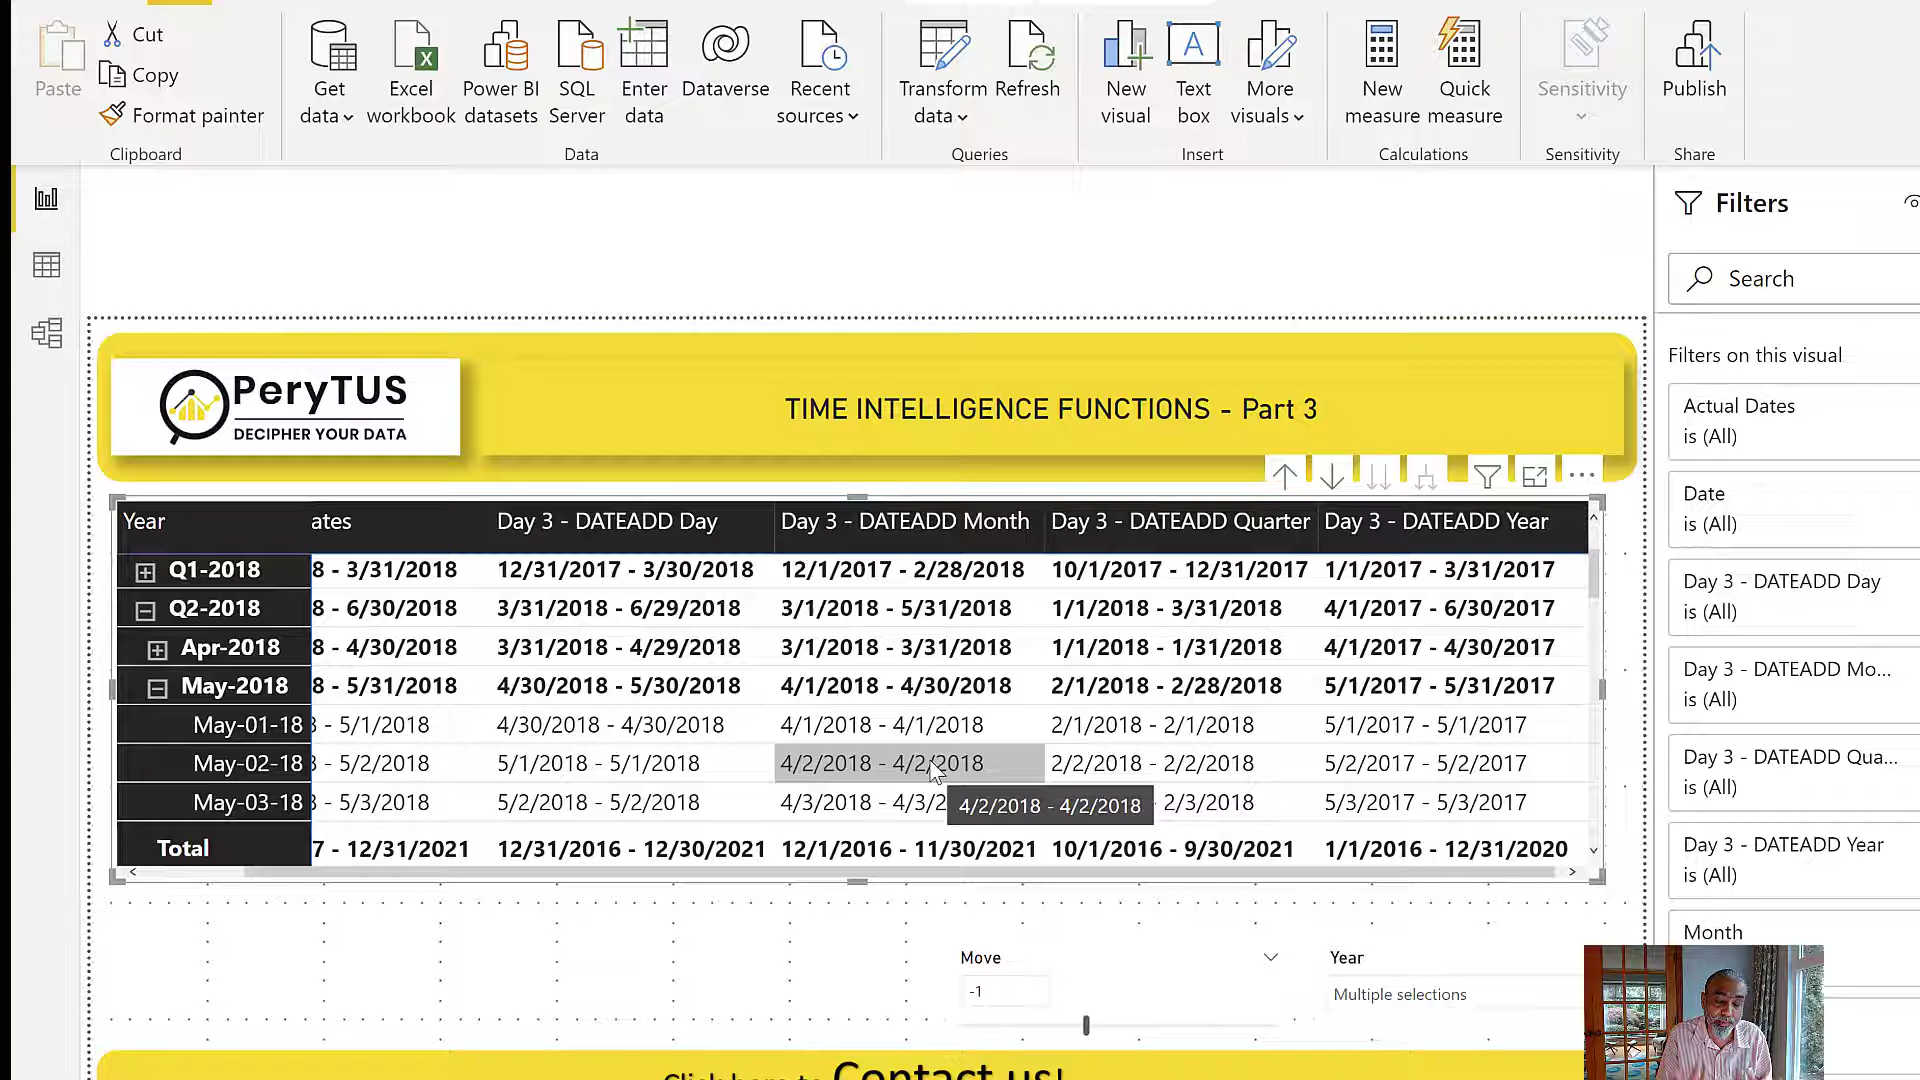 Paste
Cut
Copy
Format painter
Clipboard
Get data
Excel workbook
Power BI datasets
SQL Server
Enter data
Dataverse
Recent sources
Data
Transform data
Refresh
Queries
New visual
Text box
More visuals
Insert
New measure
Quick measure
Calculations
Sensitivity
Sensitivity
Publish
Share
PeryTUS
DECIPHER YOUR DATA
TIME INTELLIGENCE FUNCTIONS - Part 3
Year ates Day 3 - DATEADD Day Day 3 - DATEADD Month Day 3 - DATEADD Quarter Day 3 - DATEADD Year
Q1-2018 8 - 3/31/2018 12/31/2017 - 3/30/2018 12/1/2017 - 2/28/2018 10/1/2017 - 12/31/2017 1/1/2017 - 3/31/2017
Q2-2018 8 - 6/30/2018 3/31/2018 - 6/29/2018 3/1/2018 - 5/31/2018 1/1/2018 - 3/31/2018 4/1/2017 - 6/30/2017
Apr-2018 8 - 4/30/2018 3/31/2018 - 4/29/2018 3/1/2018 - 3/31/2018 1/1/2018 - 1/31/2018 4/1/2017 - 4/30/2017
May-2018 8 - 5/31/2018 4/30/2018 - 5/30/2018 4/1/2018 - 4/30/2018 2/1/2018 - 2/28/2018 5/1/2017 - 5/31/2017
May-01-18 - 5/1/2018 4/30/2018 - 4/30/2018 4/1/2018 - 4/1/2018 2/1/2018 - 2/1/2018 5/1/2017 - 5/1/2017
May-02-18 - 5/2/2018 5/1/2018 - 5/1/2018 4/2/2018 - 4/2/2018 2/2/2018 - 2/2/2018 5/2/2017 - 5/2/2017
May-03-18 - 5/3/2018 5/2/2018 - 5/2/2018 4/3/2018 - 4/3/2 - 2/3/2018 5/3/2017 - 5/3/2017
4/2/2018 - 4/2/2018
Total 7 - 12/31/2021 12/31/2016 - 12/30/2021 12/1/2016 - 11/30/2021 10/1/2016 - 9/30/2021 1/1/2016 - 12/31/2020
Move
-1
Year
Multiple selections
Click here to Contact us!
Filters
Search
Filters on this visual
Actual Dates
is (All)
Date
is (All)
Day 3 - DATEADD Day
is (All)
Day 3 - DATEADD Mo...
is (All)
Day 3 - DATEADD Qua...
is (All)
Day 3 - DATEADD Year
is (All)
Month